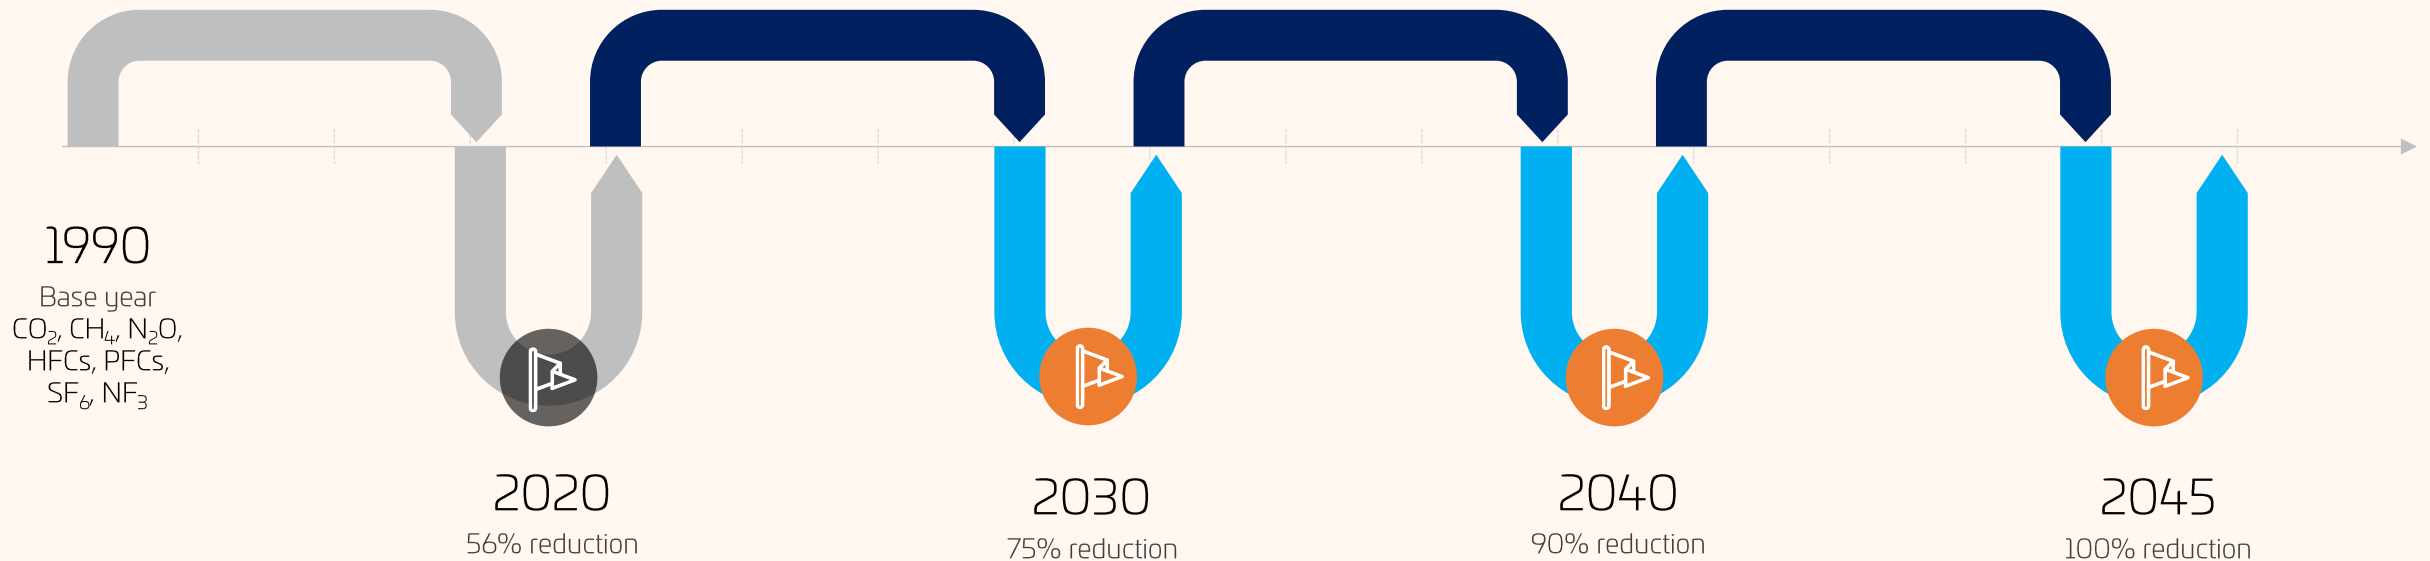 1990
Base year
CO₂, CH₄, N₂O,
HFCs, PFCs,
SF₆, NF₃
2020
56% reduction
2030
75% reduction
2040
90% reduction
2045
100% reduction